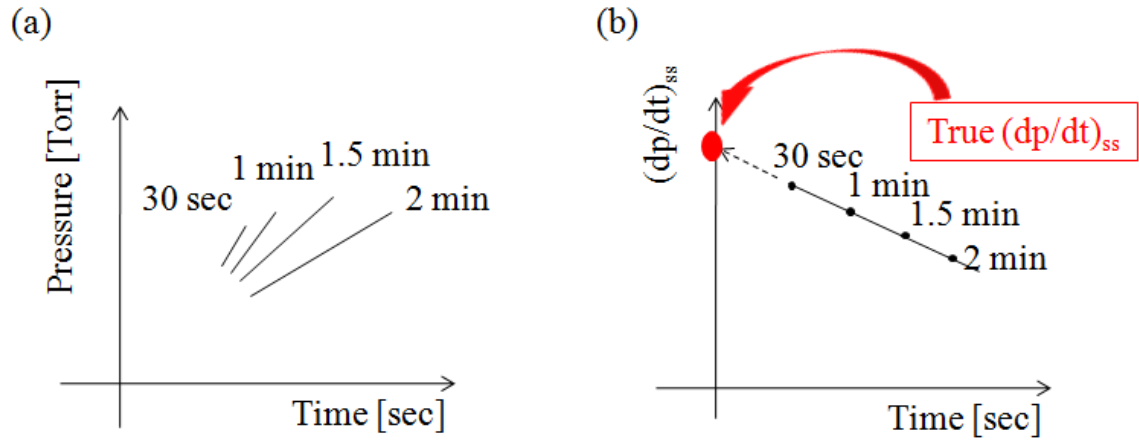 (a)
Pressure [Torr]
30 sec
1 min
1.5 min
2 min
Time [sec]
(b)
(dp/dt)ss
True (dp/dt)ss
30 sec
1 min
1.5 min
2 min
Time [sec]